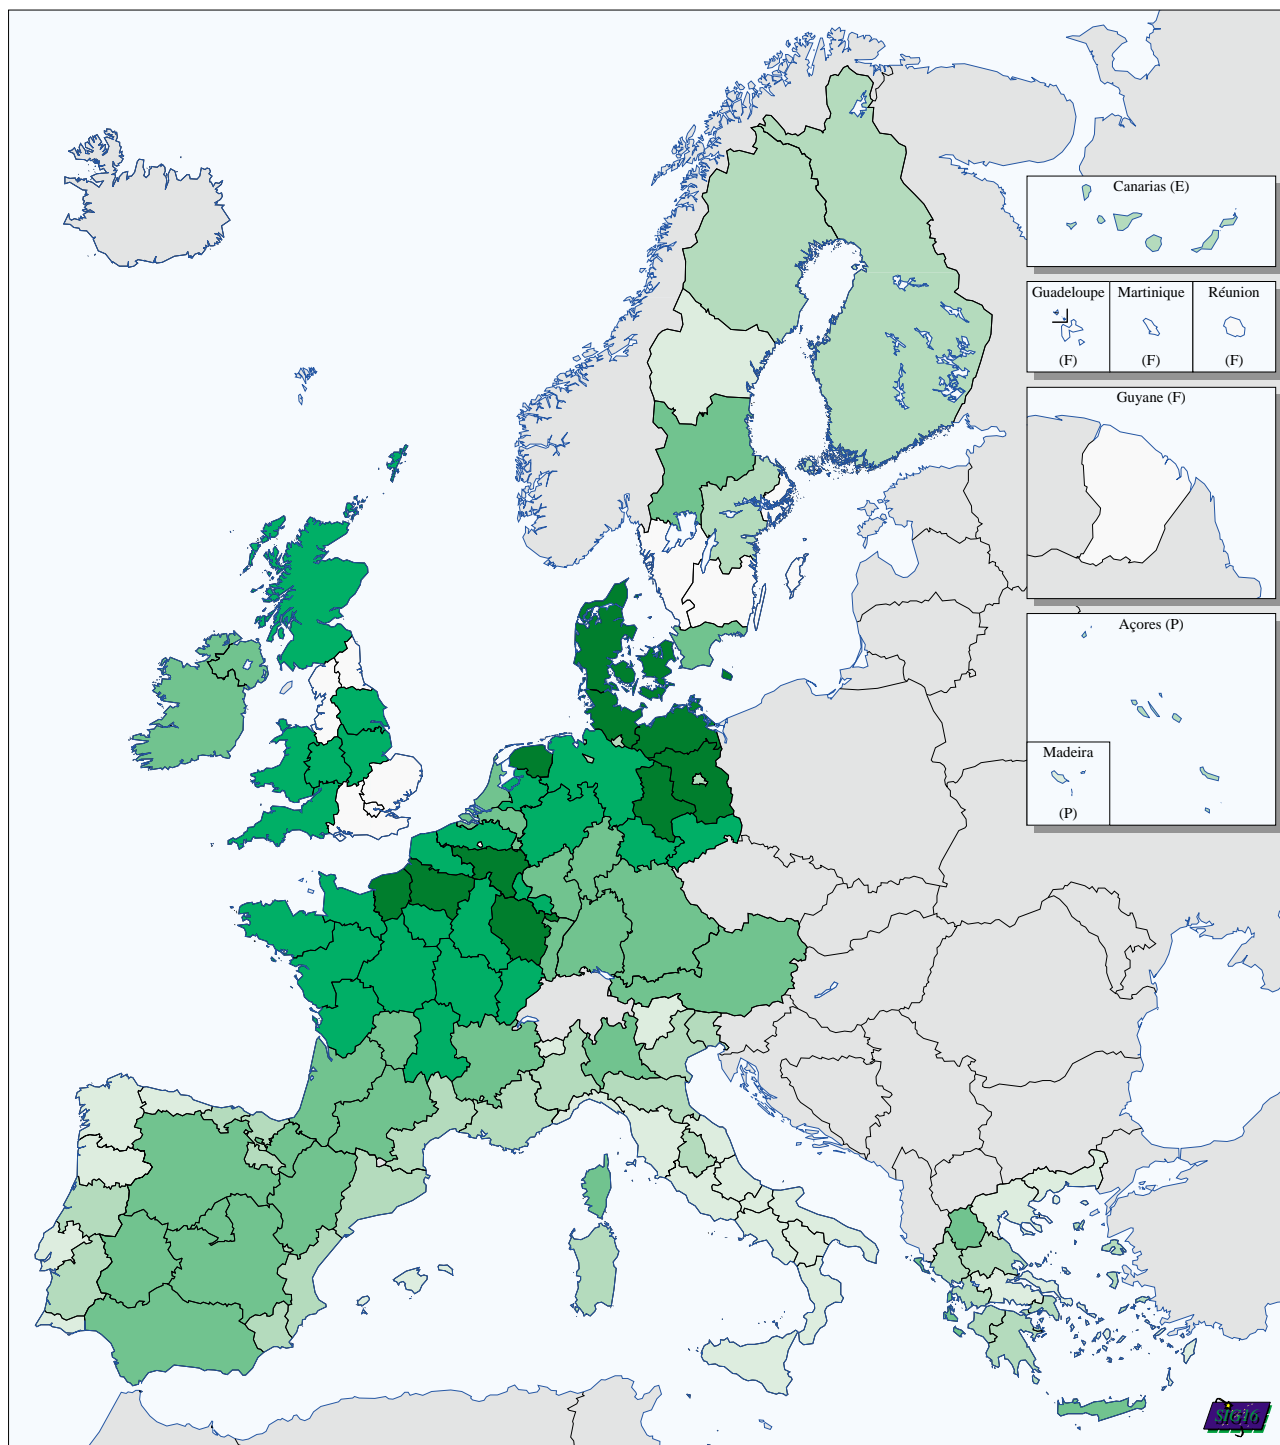 Canarias (E)
Guadeloupe
Martinique
Réunion
(F)
(F)
(F)
Guyane (F)
Açores (P)
Madeira
(P)
SIG16